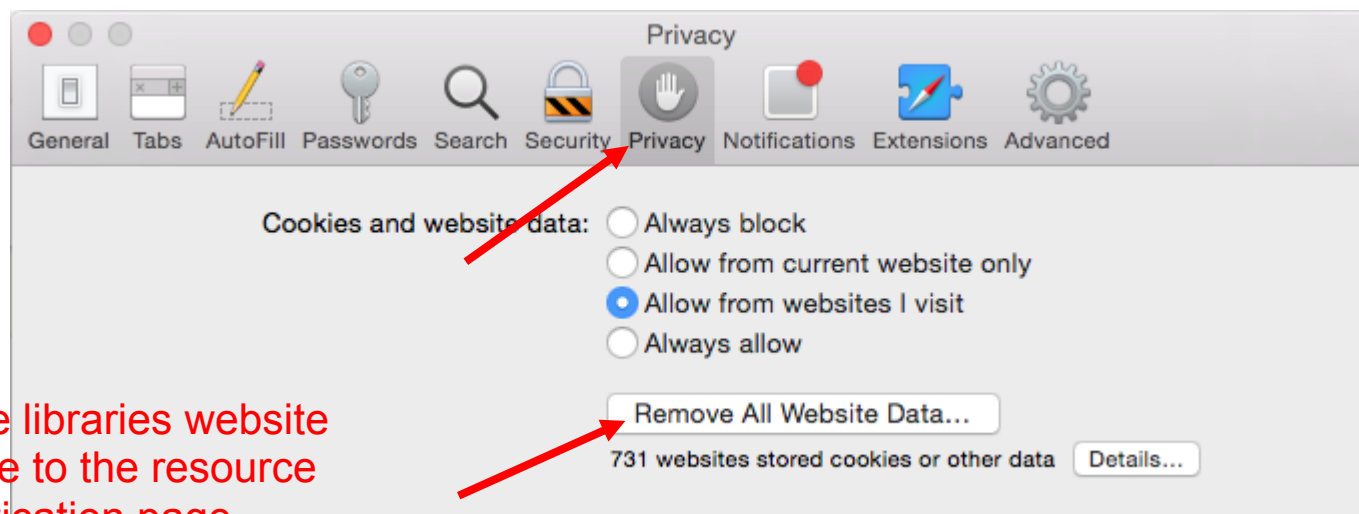 Privacy
General Tabs AutoFill Passwords Search Security Privacy Notifications Extensions Advanced
Cookies and website data: Always block
Allow from current website only
Allow from websites I visit
Always allow
Remove All Website Data...
libraries website
731 websites stored cookies or other data Details...
to the resource
page